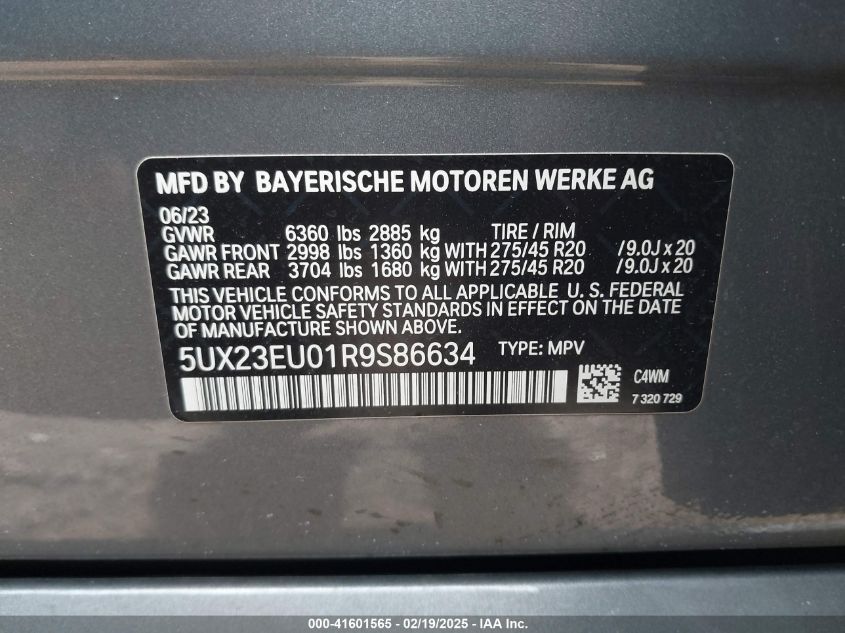 MFD BY BAYERISCHE MOTOREN WERKE AG
06/23
GVWR 6360 lbs 2885 kg TIRE / RIM
GAWR FRONT 2998 lbs 1360 kg WITH 275/45 R20 /9.0J x 20
GAWR REAR 3704 lbs 1680 kg WITH 275/45 R20 /9.0J x 20
THIS VEHICLE CONFORMS TO ALL APPLICABLE U. S. FEDERAL
MOTOR VEHICLE SAFETY STANDARDS IN EFFECT ON THE DATE
OF MANUFACTURE SHOWN ABOVE.
5UX23EU01R9S86634 TYPE: MPV
C4WM
7 320 729
000-41601565 - 02/19/2025 - IAA Inc.